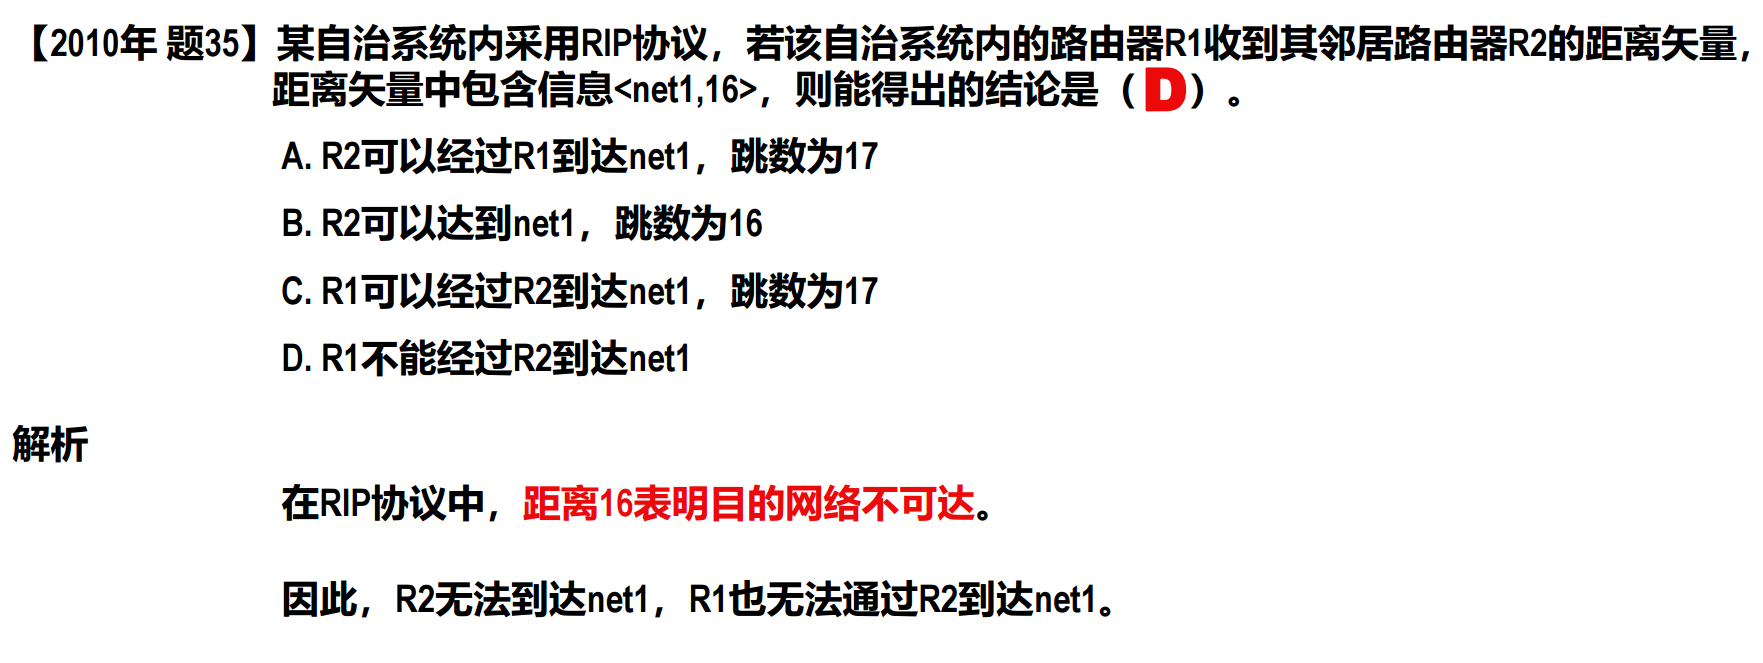 【2010年 题35】某自治系统内采用RIP协议，若该自治系统内的路由器R1收到其邻居路由器R2的距离矢量，
距离矢量中包含信息<net1,16>，则能得出的结论是（D）。
A. R2可以经过R1到达net1，跳数为17
B. R2可以达到net1，跳数为16
C. R1可以经过R2到达net1，跳数为17
D. R1不能经过R2到达net1
解析
在RIP协议中，距离16表明目的网络不可达。
因此，R2无法到达net1，R1也无法通过R2到达net1。